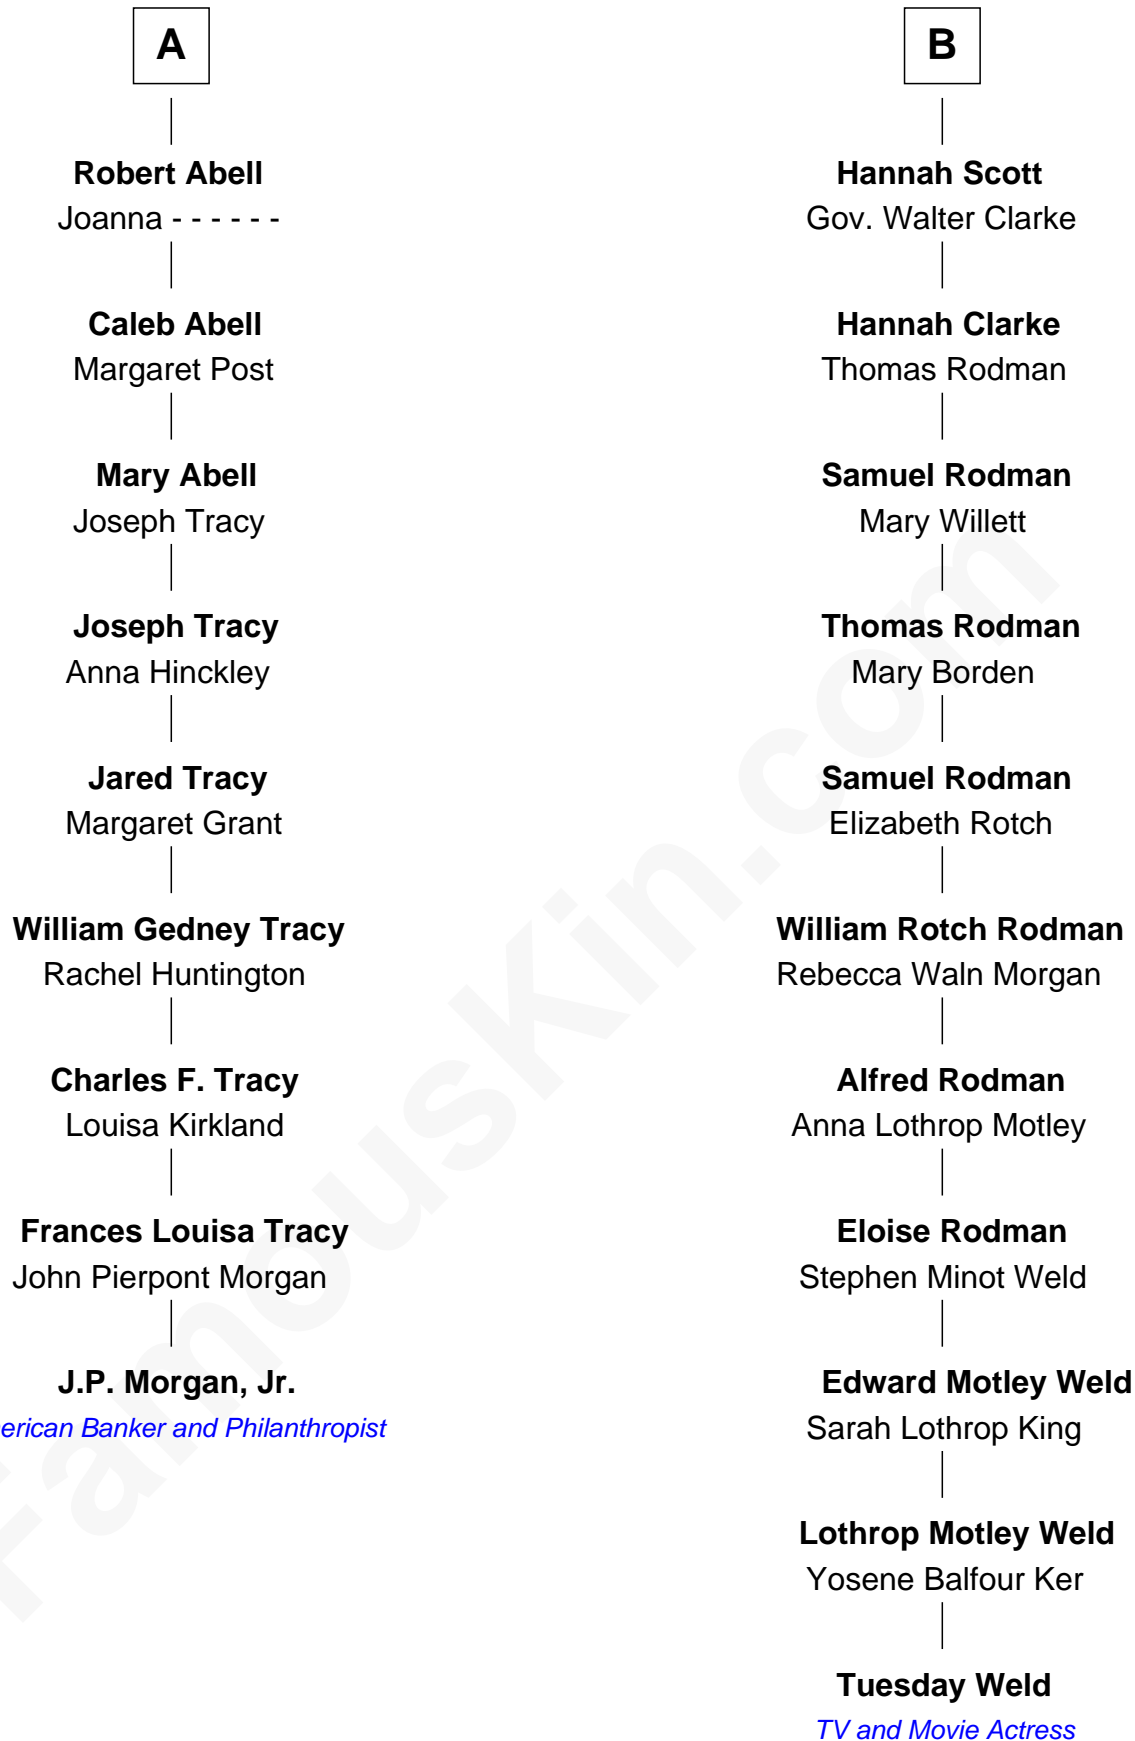 A
Robert Abell
Joanna - - - - - -
Caleb Abell
Margaret Post
Mary Abell
Joseph Tracy
Joseph Tracy
Anna Hinckley
Jared Tracy
Margaret Grant
William Gedney Tracy
Rachel Huntington
Charles F. Tracy
Louisa Kirkland
Frances Louisa Tracy
John Pierpont Morgan
J.P. Morgan, Jr.
erican Banker and Philanthropist
B
Hannah Scott
Gov. Walter Clarke
Hannah Clarke
Thomas Rodman
Samuel Rodman
Mary Willett
Thomas Rodman
Mary Borden
Samuel Rodman
Elizabeth Rotch
William Rotch Rodman
Rebecca Waln Morgan
Alfred Rodman
Anna Lothrop Motley
Eloise Rodman
Stephen Minot Weld
Edward Motley Weld
Sarah Lothrop King
Lothrop Motley Weld
Yosene Balfour Ker
Tuesday Weld
TV and Movie Actress
FamousKin.com